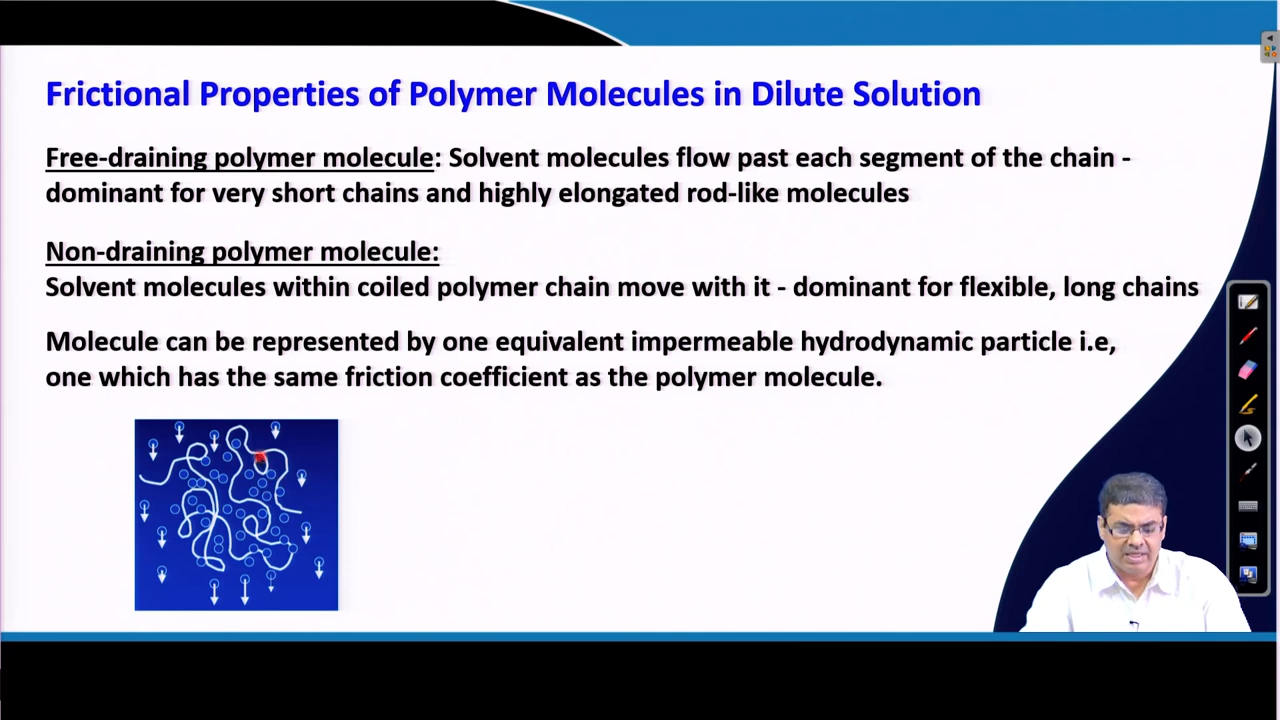 Frictional Properties of Polymer Molecules in Dilute Solution
Free-draining polymer molecule: Solvent molecules flow past each segment of the chain -
dominant for very short chains and highly elongated rod-like molecules
Non-draining polymer molecule:
Solvent molecules within coiled polymer chain move with it - dominant for flexible, long chains
Molecule can be represented by one equivalent impermeable hydrodynamic particle i.e,
one which has the same friction coefficient as the polymer molecule.